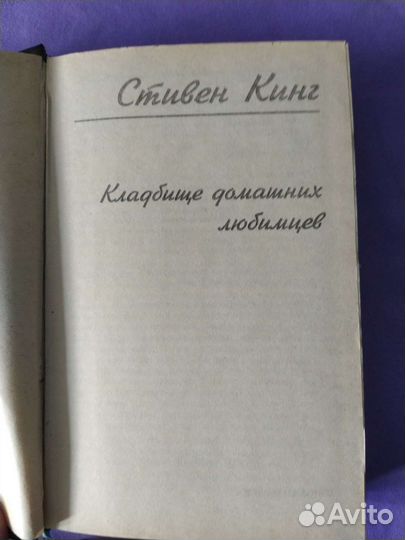 Стивен Кинг
Кладбище домашних
любимцев
Avito